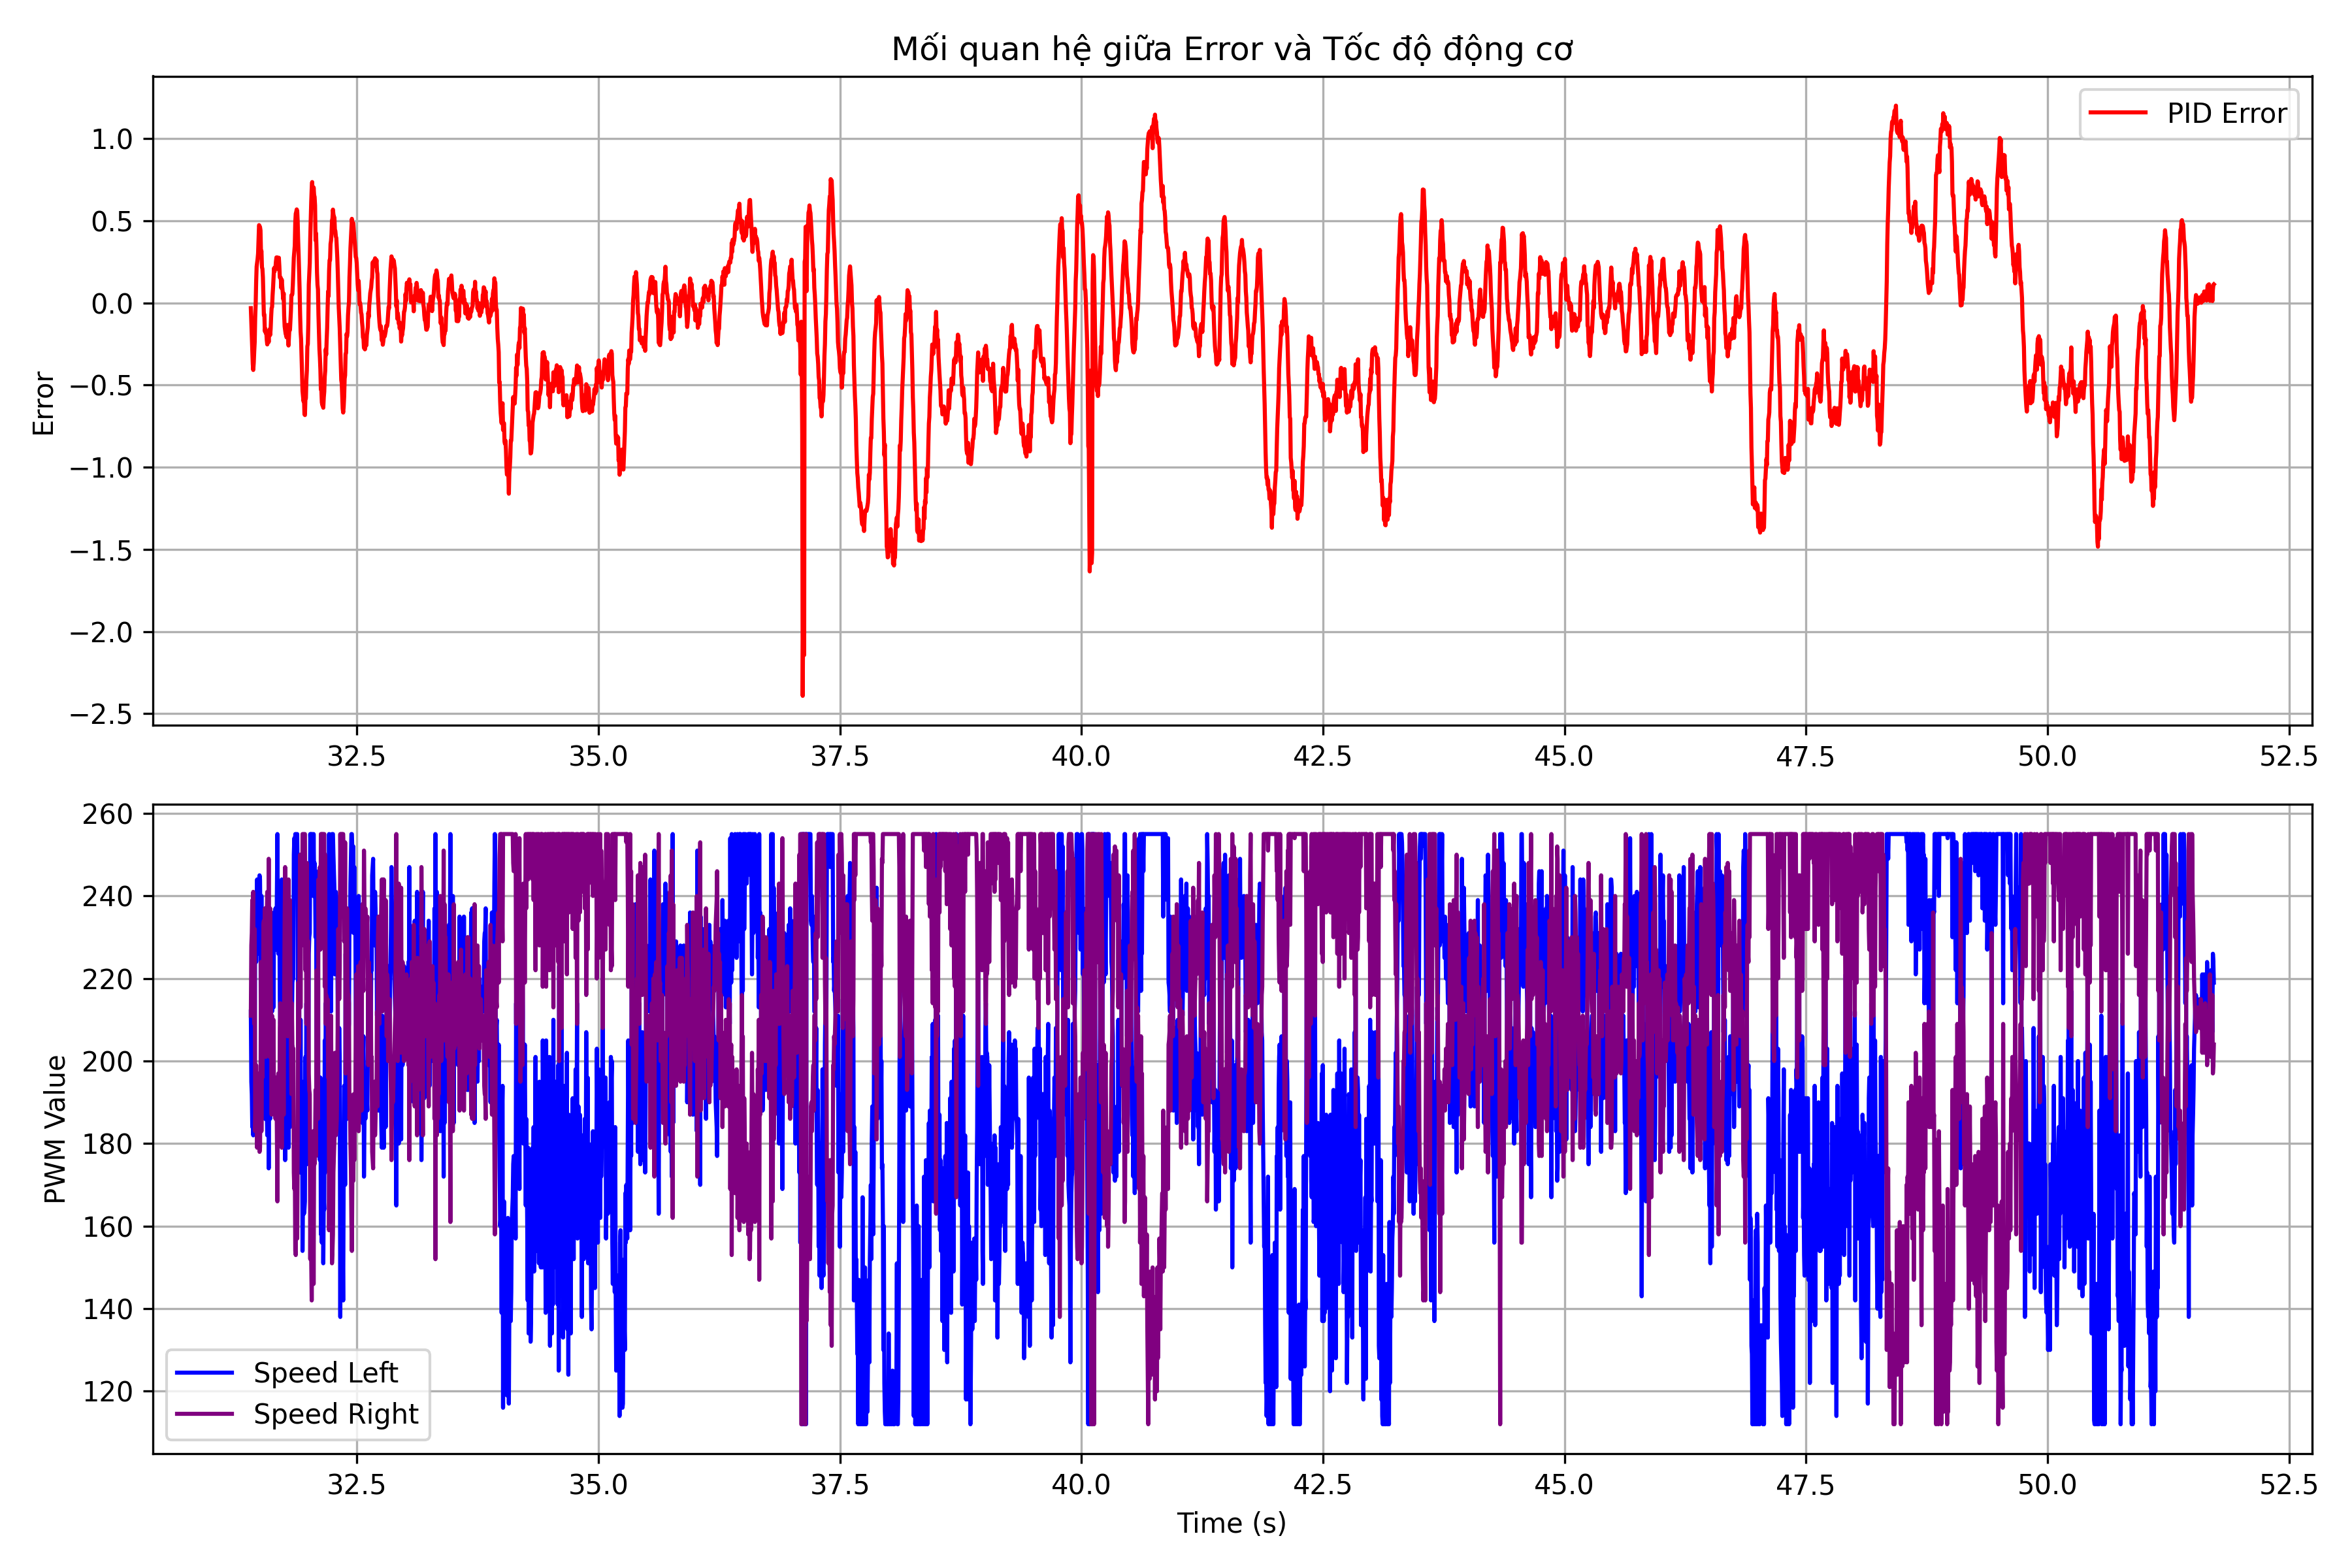 Mối quan hệ giữa Error và Tốc độ động cơ
PID Error
Error
1.0
0.5
0.0
−0.5
−1.0
−1.5
−2.0
−2.5
32.5 35.0 37.5 40.0 42.5 45.0 47.5 50.0 52.5
PWM Value
260
240
220
200
180
160
140
120
Speed Left
Speed Right
32.5 35.0 37.5 40.0 42.5 45.0 47.5 50.0 52.5
Time (s)